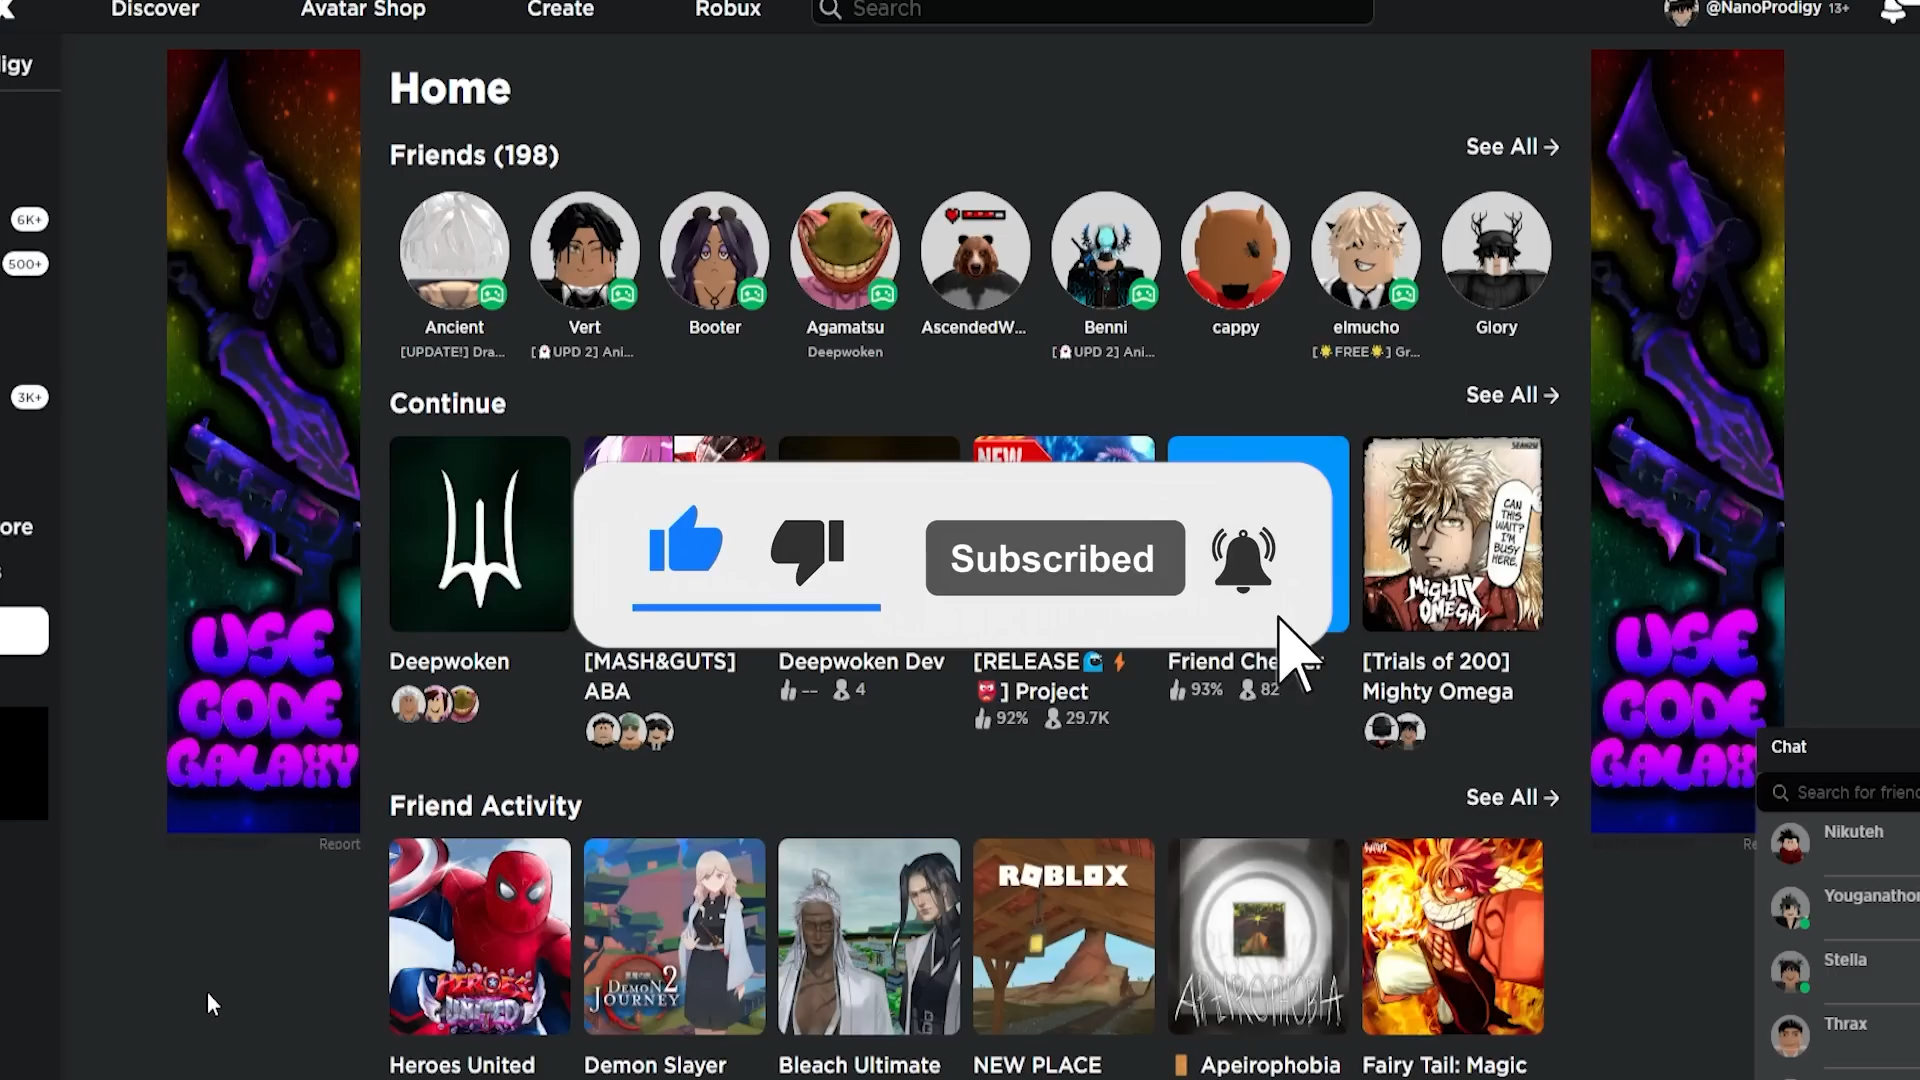 Discover
Avatar Shop
Create
Robux
Search
@NanoProdigy 13+
igy
Home
Friends (198)
See All →
6K+
500+
3K+
ore
Ancient
[UPDATE!] Dra...
Vert
[👻UPD 2] Ani...
Booter
Agamatsu
Deepwoken
AscendedW...
Benni
[👻UPD 2] Ani...
cappy
elmucho
[🌟FREE🌟] Gr...
Glory
Continue
See All →
NEW
Subscribed
CAN
THIS
WAIT?
I'M
BUSY
HERE.
MIGHTY
OMEGA
Deepwoken
[MASH&GUTS]
ABA
Deepwoken Dev
-- 4
[RELEASE ⚡
👹] Project
92% 29.7K
Friend Che
93% 82
[Trials of 200]
Mighty Omega
USE
CODE
GALAXY
Report
USE
CODE
GALAXY
Re
Friend Activity
See All →
HEROES
UNITED
DEMON
JOURNEY
2
ROBLOX
APEIROPHOBIA
Heroes United
Demon Slayer
Bleach Ultimate
NEW PLACE
Apeirophobia
Fairy Tail: Magic
Chat
Search for friend
Nikuteh
Youganathon
Stella
Thrax